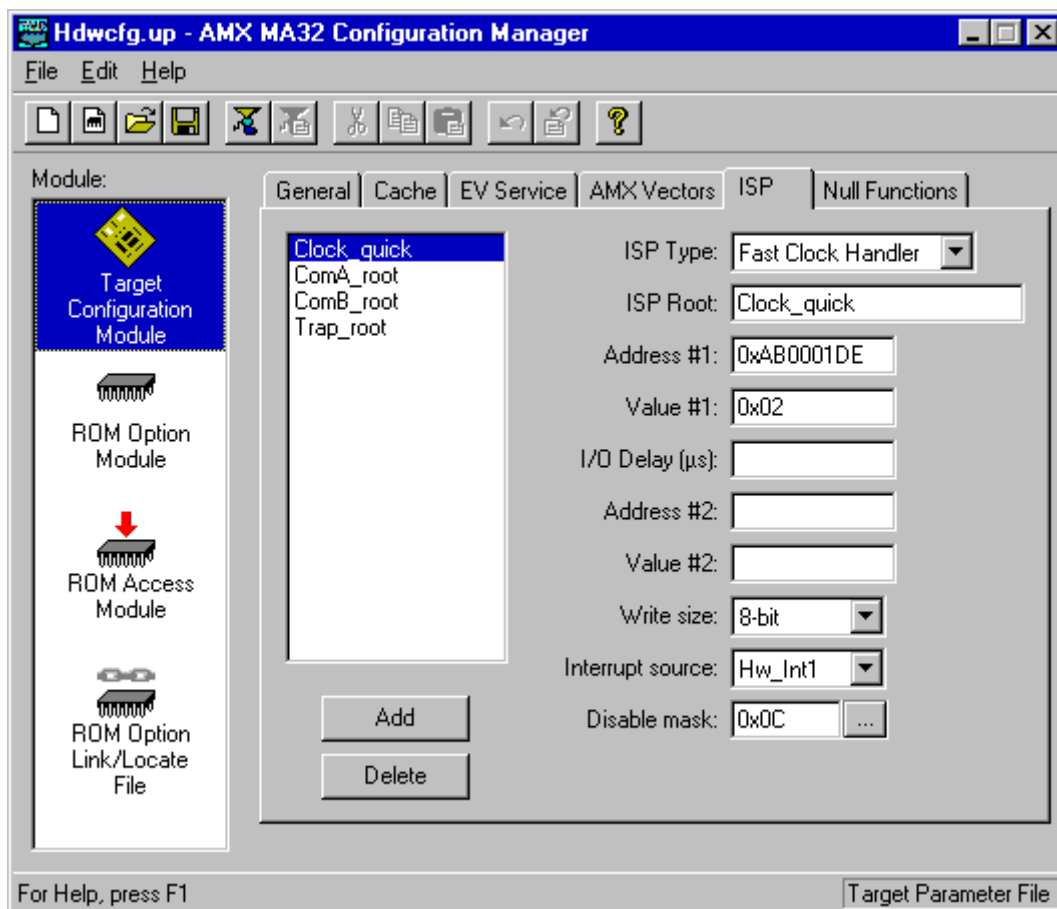 Hdwcfg.up - AMX MA32 Configuration Manager
File Edit Help
Module:
Target
Configuration
Module
ROM Option
Module
ROM Access
Module
ROM Option
Link/Locate
File
General Cache EV Service AMX Vectors ISP Null Functions
Clock_quick
ComA_root
ComB_root
Trap_root
Add
Delete
ISP Type: Fast Clock Handler
ISP Root: Clock_quick
Address #1: 0xAB0001DE
Value #1: 0x02
I/O Delay (µs):
Address #2:
Value #2:
Write size: 8-bit
Interrupt source: Hw_Int1
Disable mask: 0x0C ...
For Help, press F1
Target Parameter File